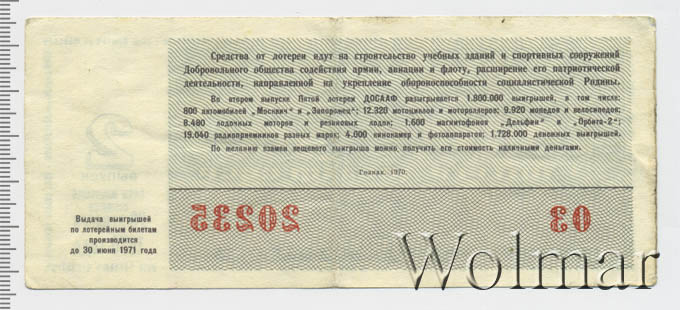 Средства от лотереи идут на строительство учебных зданий и спортивных сооружений
Добровольного общества содействия армии, авиации и флоту, расширение его патриотической
деятельности, направленной на укрепление обороноспособности социалистической Родины.
Во втором выпуске Пятой лотереи ДОСААФ разыгрывается 1.800.000 выигрышей, в том числе:
800 автомобилей „Москвич“ и „Запорожец“; 12.320 мотоциклов и мотороллеров; 9.920 мопедов и велосипедов;
8.480 лодочных моторов и резиновых лодок; 1.600 магнитофонов „Дельфин“ и „Орбита-2“;
19.040 радиоприемников разных марок; 4.000 кинокамер и фотоаппаратов; 1.728.000 денежных выигрышей.
По желанию взамен вещевого выигрыша можно получить его стоимость наличными деньгами.
Гознак. 1970.
20235
03
Выдача выигрышей
по лотерейным билетам
производится
до 30 июня 1971 года
2
ВЫПУСК
Wolmar